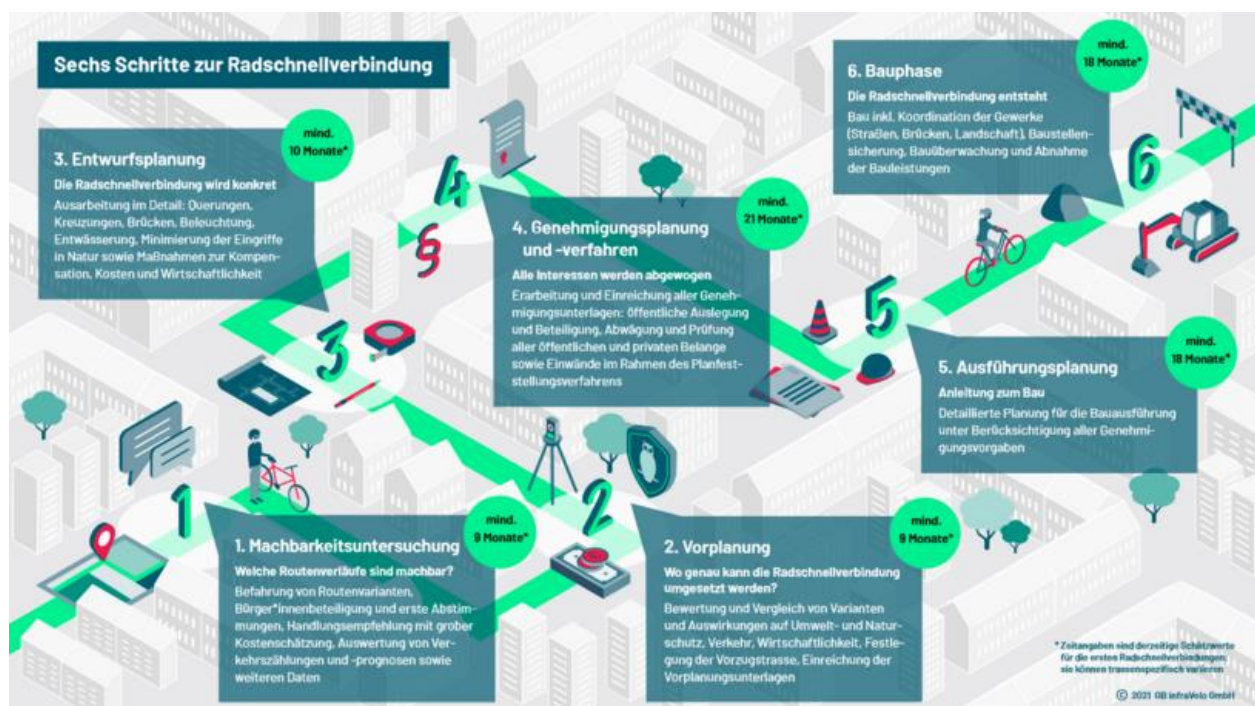 Sechs Schritte zur Radschnellverbindung
1. Machbarkeitsuntersuchung
mind.
9 Monate*
Welche Routenverläufe sind machbar?
Befahrung von Routenvarianten,
Bürger*innenbeteiligung und erste Abstim-
mungen, Handlungsempfehlung mit grober
Kostenschätzung, Auswertung von Ver-
kehrszählungen und -prognosen sowie
weiteren Daten
2. Vorplanung
mind.
9 Monate*
Wo genau kann die Radschnellverbindung
umgesetzt werden?
Bewertung und Vergleich von Varianten
und Auswirkungen auf Umwelt- und Natur-
schutz, Verkehr, Wirtschaftlichkeit, Festle-
gung der Vorzugstrasse, Einreichung der
Vorplanungsunterlagen
3. Entwurfsplanung
mind.
10 Monate*
Die Radschnellverbindung wird konkret
Ausarbeitung im Detail: Querungen,
Kreuzungen, Brücken, Beleuchtung,
Entwässerung, Minimierung der Eingriffe
in Natur sowie Maßnahmen zur Kompen-
sation, Kosten und Wirtschaftlichkeit
4. Genehmigungsplanung
und -verfahren
mind.
21 Monate*
Alle Interessen werden abgewogen
Erarbeitung und Einreichung aller Geneh-
migungsunterlagen: öffentliche Auslegung
und Beteiligung, Abwägung und Prüfung
aller öffentlichen und privaten Belange
sowie Einwände im Rahmen des Planfest-
stellungsverfahrens
5. Ausführungsplanung
mind.
18 Monate*
Anleitung zum Bau
Detaillierte Planung für die Bauausführung
unter Berücksichtigung aller Genehmi-
gungsvorgaben
6. Bauphase
mind.
18 Monate*
Die Radschnellverbindung entsteht
Bau inkl. Koordination der Gewerke
(Straßen, Brücken, Landschaft), Baustellen-
sicherung, Bauüberwachung und Abnahme
der Bauleistungen
1
2
3
4
§
5
6
* Zeitangaben sind derzeitige Schätzwerte
für die ersten Radschnellverbindungen;
sie können trassenspezifisch variieren
© 2021 GB infraVelo GmbH